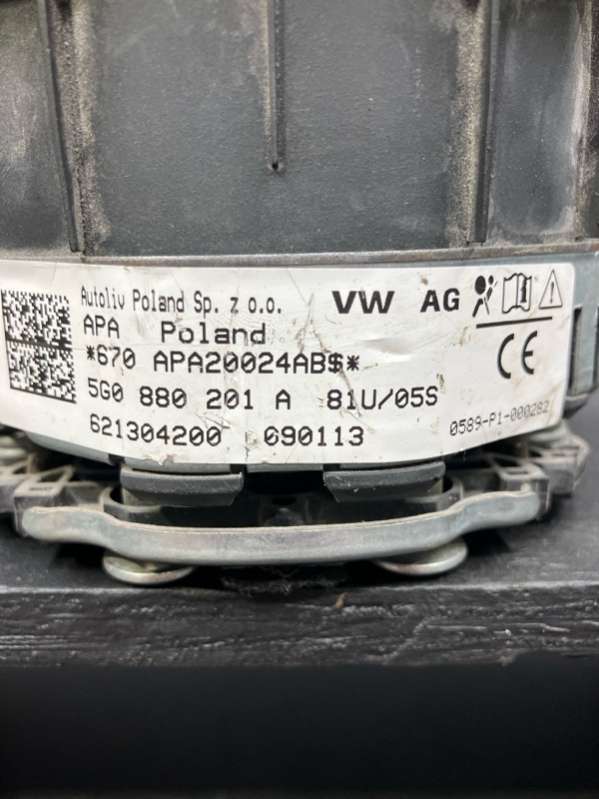 Autoliv Poland Sp. z o.o. VW AG
APA Poland
*670 APA20024AB$*
CE
5G0 880 201 A 81U/05S
621304200 690113
0589-P1-000282